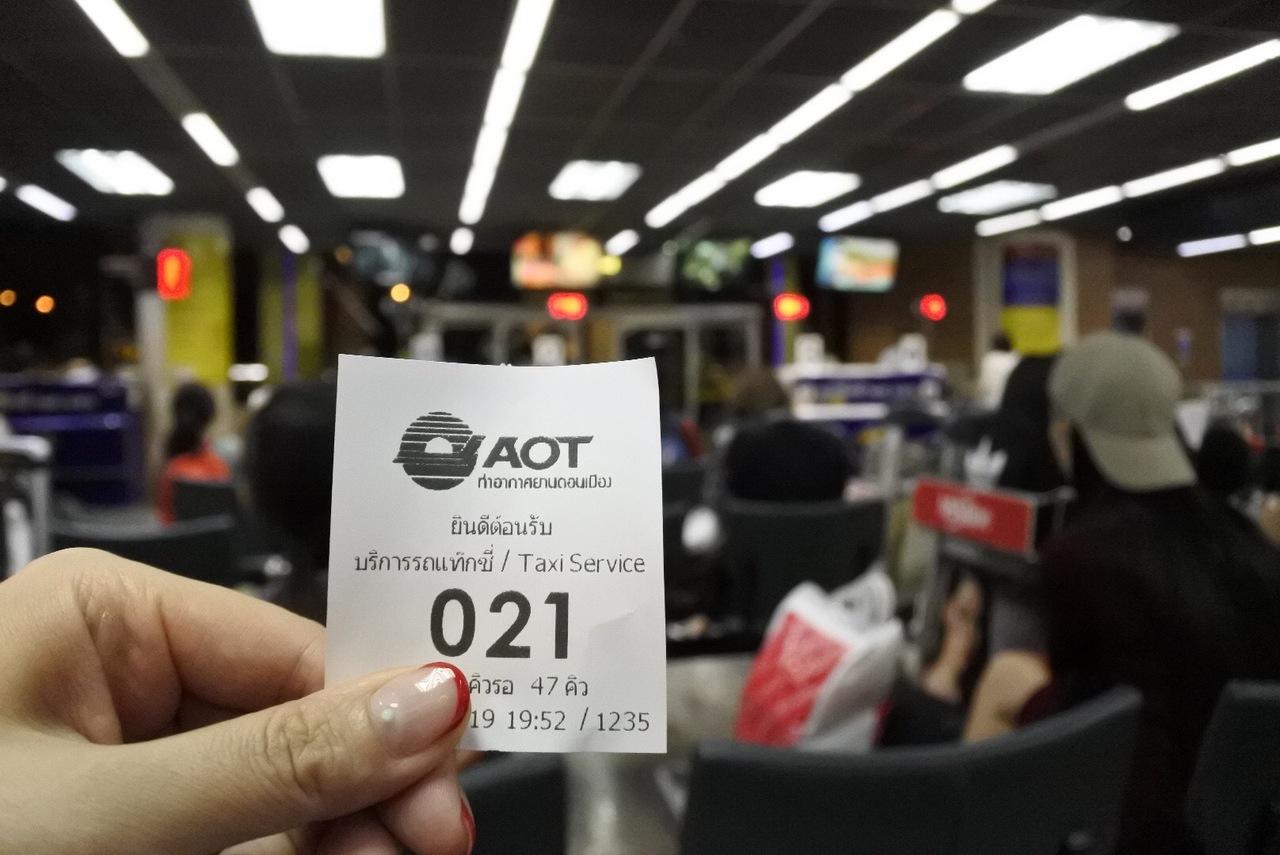 AOT
ท่าอากาศยานดอนเมือง
ยินดีต้อนรับ
บริการรถแท๊กซี่ / Taxi Service
021
คิวรอ 47 คิว
19 19:52 / 1235